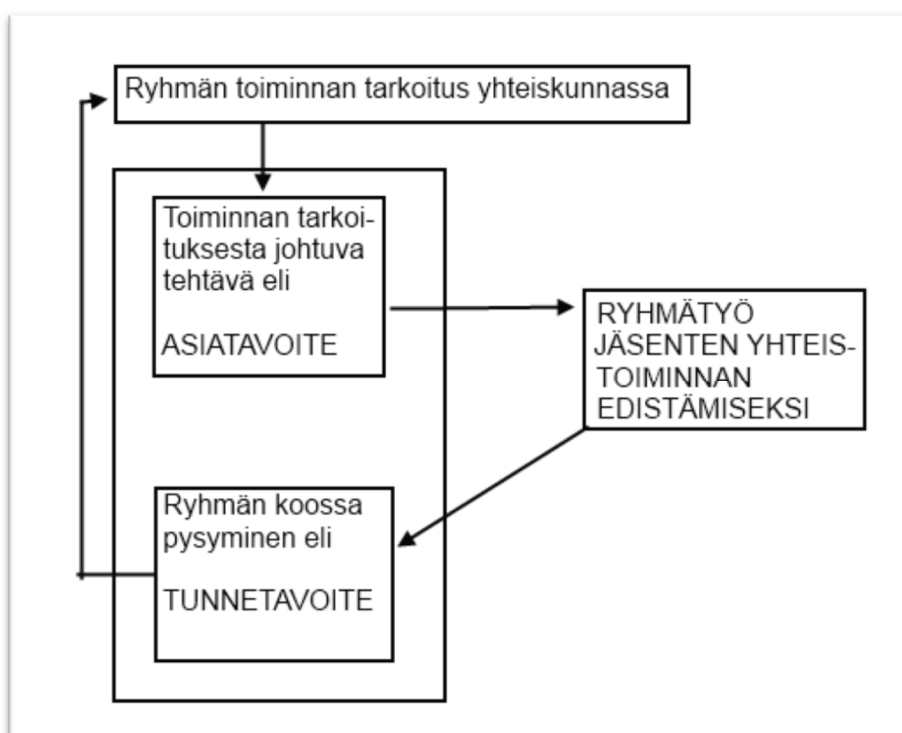 Ryhmän toiminnan tarkoitus yhteiskunnassa
Toiminnan tarkoi-
tuksesta johtuva
tehtävä eli
ASIATAVOITE
RYHMÄTYÖ
JÄSENTEN YHTEIS-
TOIMINNAN
EDISTÄMISEKSI
Ryhmän koossa
pysyminen eli
TUNNETAVOITE